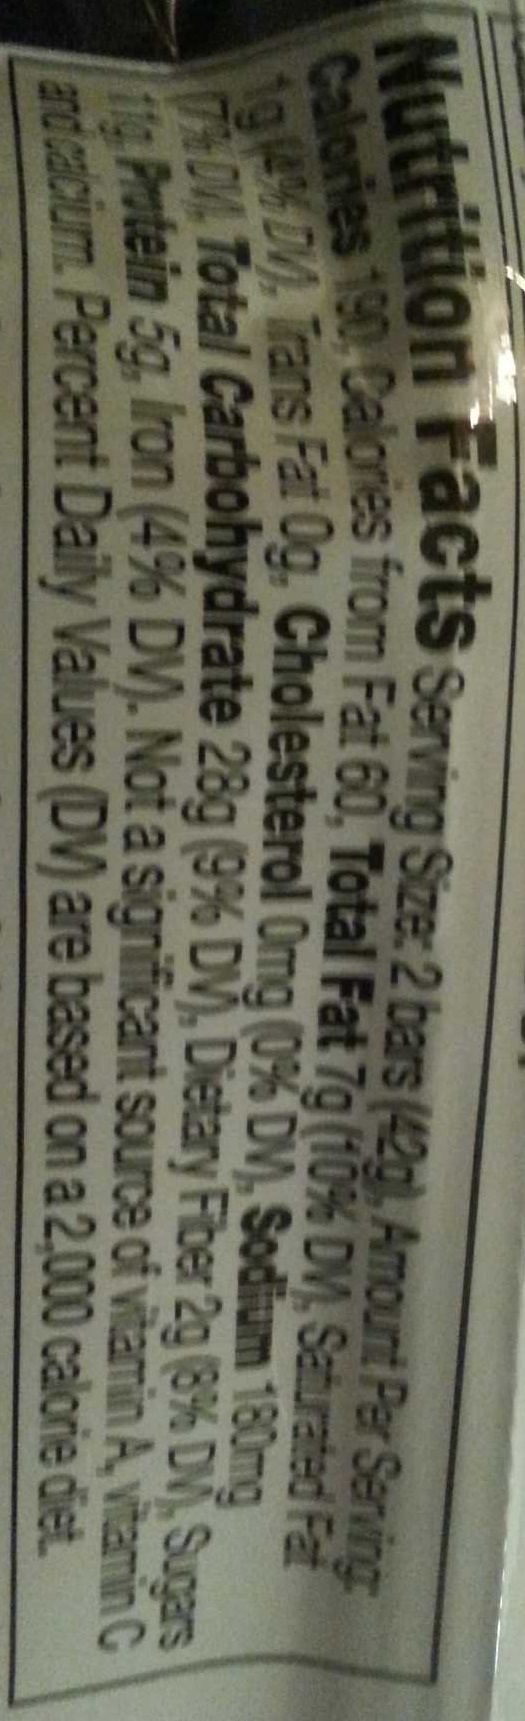 Nutrition Facts Serving Size: 2 bars (42g), Amount Per Serving:
Calories 190, Calories from Fat 60, Total Fat 7g (10% DV), Saturated Fat
1g (4% DV), Trans Fat 0g, Cholesterol 0mg (0% DV), Sodium 180mg
(7% DV), Total Carbohydrate 28g (9% DV), Dietary Fiber 2g (8% DV), Sugars
11g, Protein 5g, Iron (4% DV). Not a significant source of vitamin A, vitamin C
and calcium. Percent Daily Values (DV) are based on a 2,000 calorie diet.